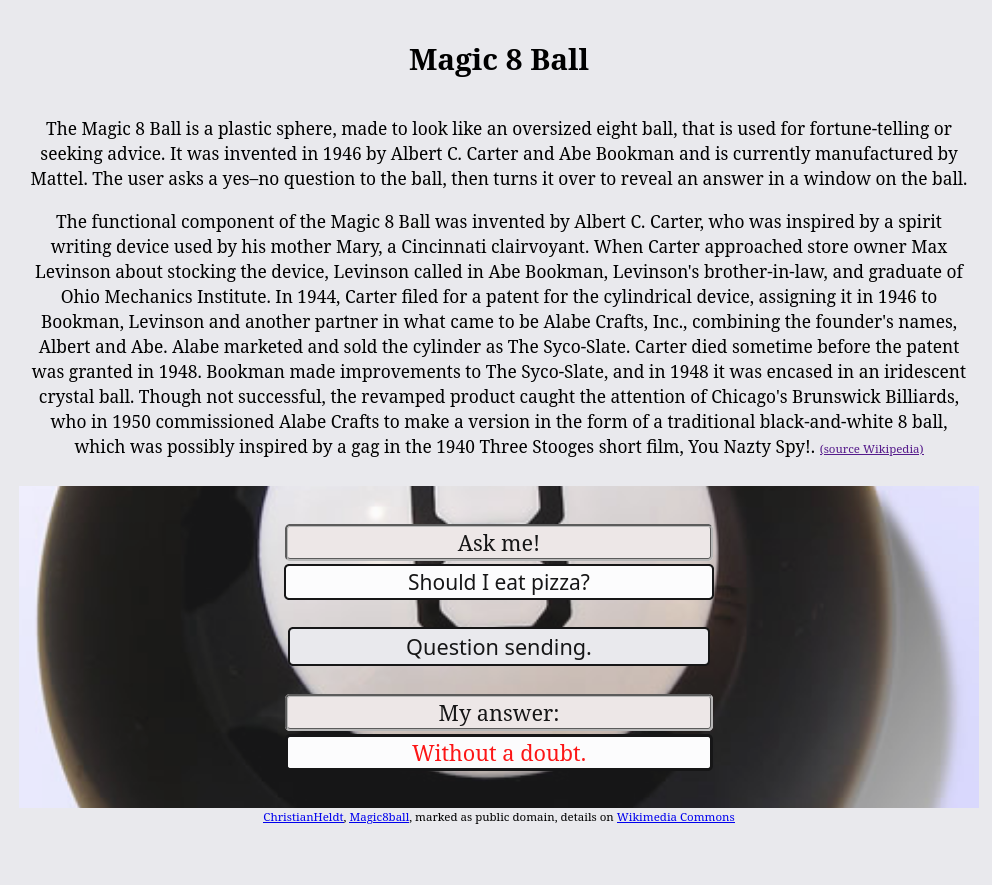 Magic 8 Ball
The Magic 8 Ball is a plastic sphere, made to look like an oversized eight ball, that is used for fortune-telling or
seeking advice. It was invented in 1946 by Albert C. Carter and Abe Bookman and is currently manufactured by
Mattel. The user asks a yes–no question to the ball, then turns it over to reveal an answer in a window on the ball.
The functional component of the Magic 8 Ball was invented by Albert C. Carter, who was inspired by a spirit
writing device used by his mother Mary, a Cincinnati clairvoyant. When Carter approached store owner Max
Levinson about stocking the device, Levinson called in Abe Bookman, Levinson's brother-in-law, and graduate of
Ohio Mechanics Institute. In 1944, Carter filed for a patent for the cylindrical device, assigning it in 1946 to
Bookman, Levinson and another partner in what came to be Alabe Crafts, Inc., combining the founder's names,
Albert and Abe. Alabe marketed and sold the cylinder as The Syco-Slate. Carter died sometime before the patent
was granted in 1948. Bookman made improvements to The Syco-Slate, and in 1948 it was encased in an iridescent
crystal ball. Though not successful, the revamped product caught the attention of Chicago's Brunswick Billiards,
who in 1950 commissioned Alabe Crafts to make a version in the form of a traditional black-and-white 8 ball,
which was possibly inspired by a gag in the 1940 Three Stooges short film, You Nazty Spy!. (source Wikipedia)
Ask me!
Should I eat pizza?
Question sending.
My answer:
Without a doubt.
ChristianHeldt, Magic8ball, marked as public domain, details on Wikimedia Commons